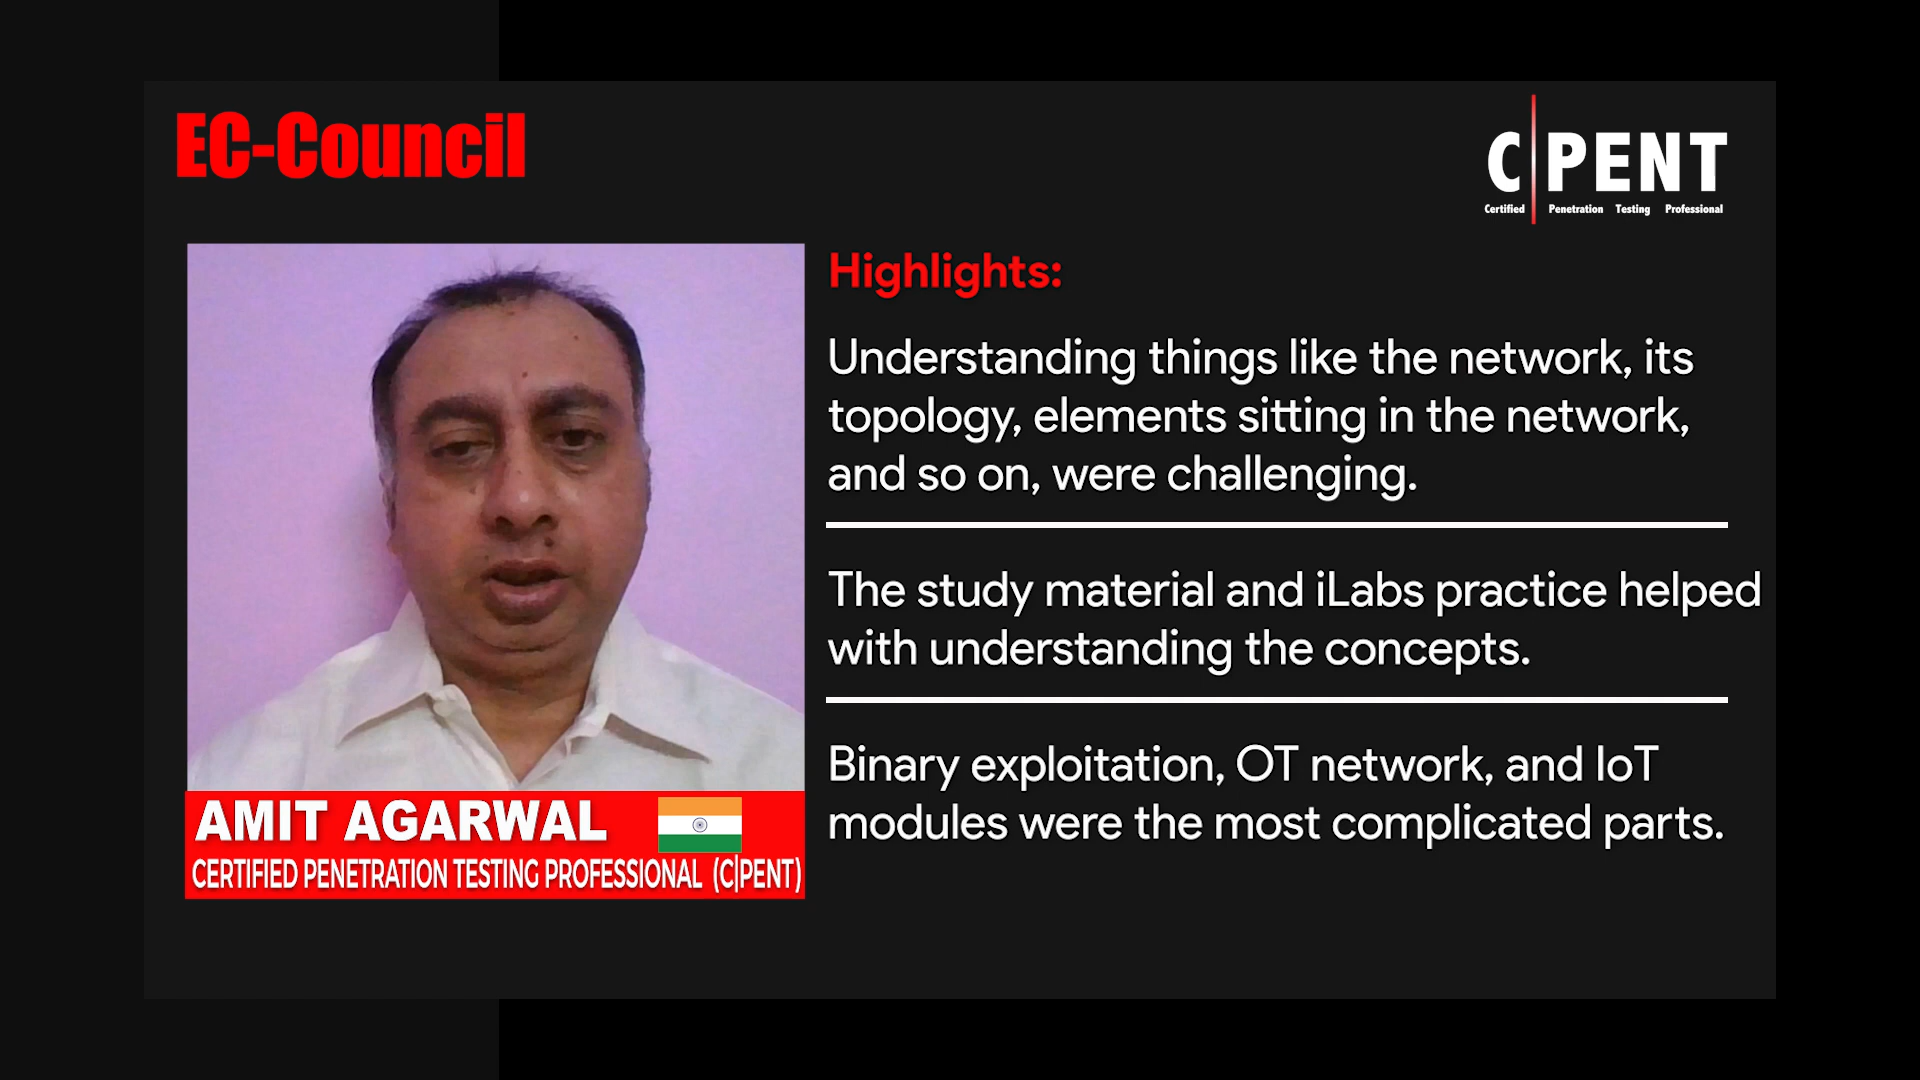 EC-Council
C|PENT
Certified Penetration Testing Professional
Highlights:
Understanding things like the network, its
topology, elements sitting in the network,
and so on, were challenging.
The study material and iLabs practice helped
with understanding the concepts.
Binary exploitation, OT network, and IoT
modules were the most complicated parts.
AMIT AGARWAL
CERTIFIED PENETRATION TESTING PROFESSIONAL (C|PENT)